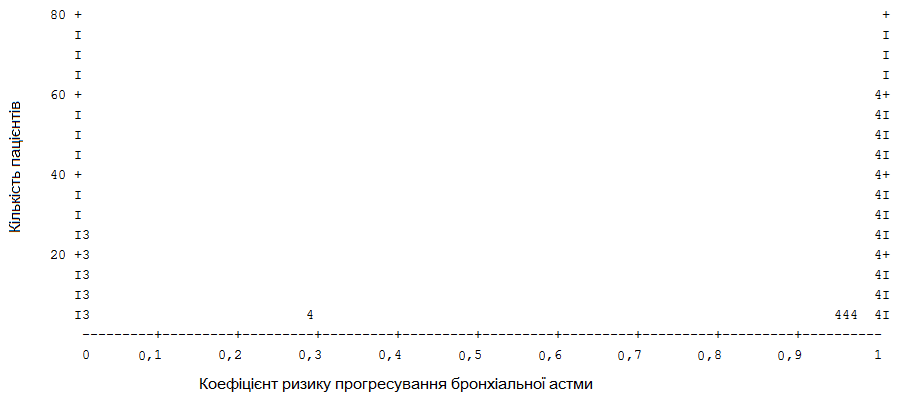 80 + +
I I
I I
I I
60 + 4+
I 4I
I 4I
I 4I
40 + 4+
I 4I
I 4I
I3 4I
20 +3 4+
I3 4I
I3 4I
I3 4 444 4I
---------+---------+---------+---------+---------+---------+---------+---------+---------+----------
0 0,1 0,2 0,3 0,4 0,5 0,6 0,7 0,8 0,9 1
Кількість пацієнтів
Коефіцієнт ризику прогресування бронхіальної астми